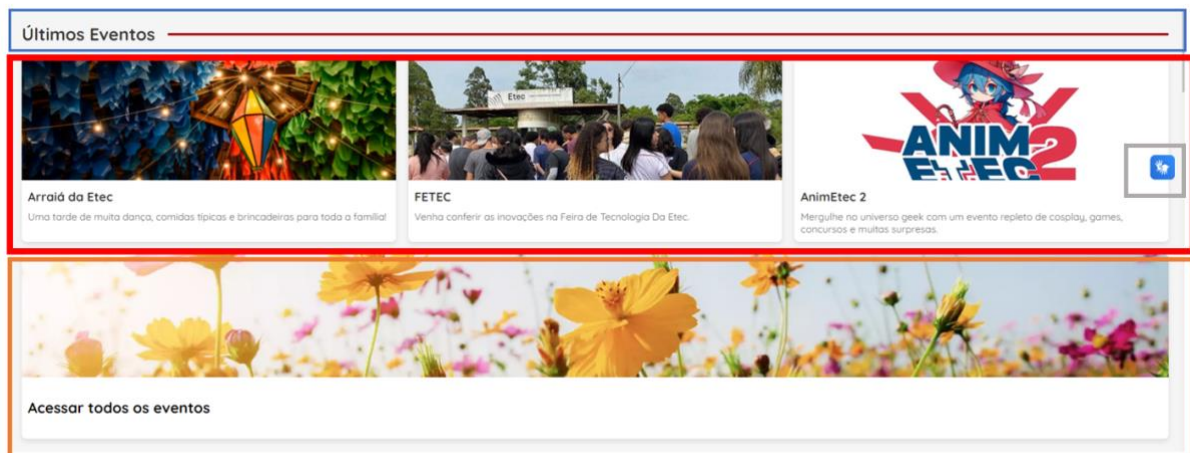 Últimos Eventos
Etec
ANIM 2
ETEC
Arraiá da Etec
Uma tarde de muita dança, comidas típicas e brincadeiras para toda a família!
FETEC
Venha conferir as inovações na Feira de Tecnologia Da Etec.
AnimEtec 2
Mergulhe no universo geek com um evento repleto de cosplay, games,
concursos e muitas surpresas.
Acessar todos os eventos